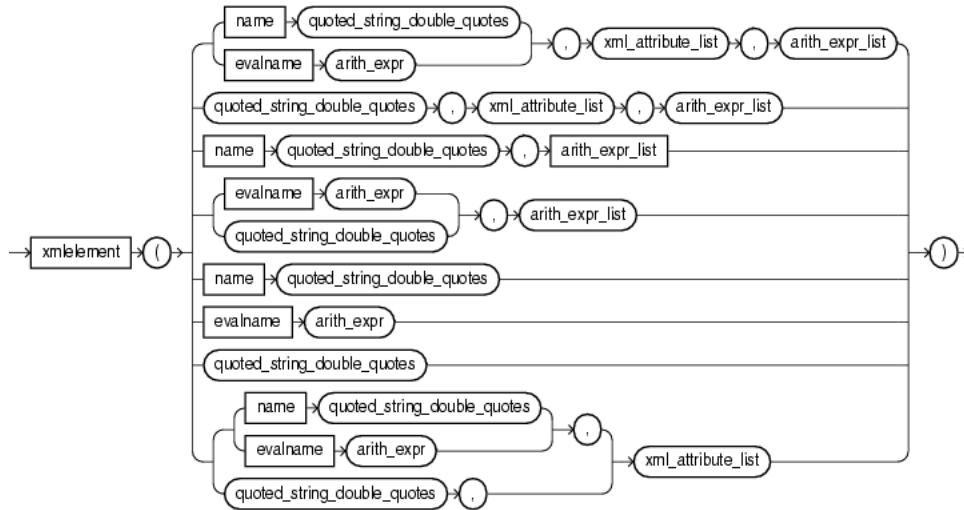 name quoted_string_double_quotes
, xml_attribute_list , arith_expr_list
evalname arith_expr
quoted_string_double_quotes , xml_attribute_list , arith_expr_list
name quoted_string_double_quotes , arith_expr_list
evalname arith_expr
, arith_expr_list
quoted_string_double_quotes
xmlelement ( )
name quoted_string_double_quotes
evalname arith_expr
quoted_string_double_quotes
name quoted_string_double_quotes
,
evalname arith_expr
xml_attribute_list
quoted_string_double_quotes ,